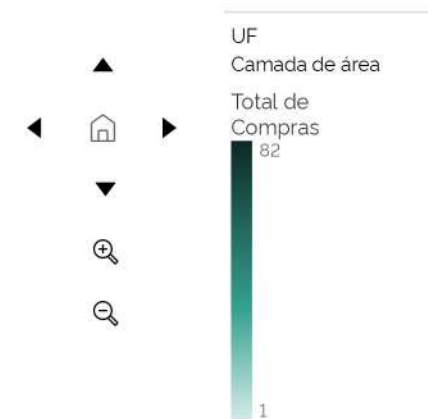 UF
Camada de área
Total de
Compras
82
1